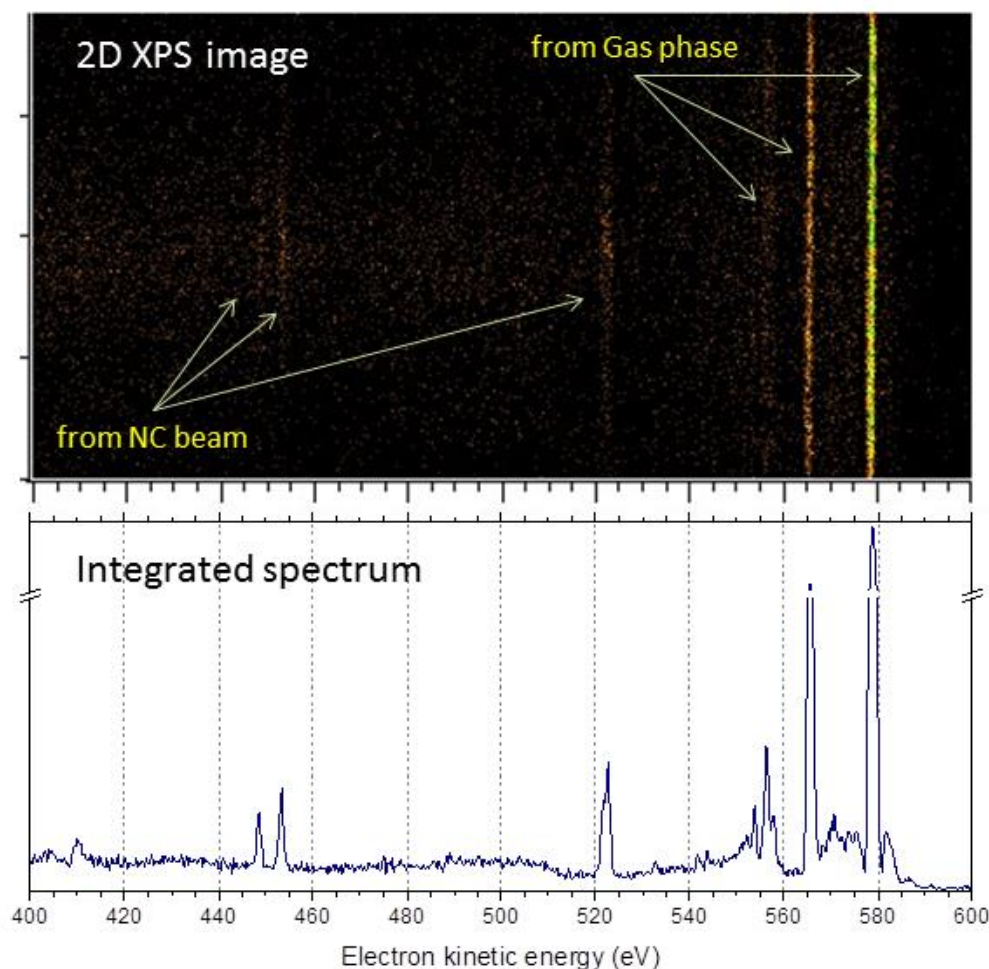 2D XPS image
from Gas phase
from NC beam
Integrated spectrum
400 420 440 460 480 500 520 540 560 580 600
Electron kinetic energy (eV)